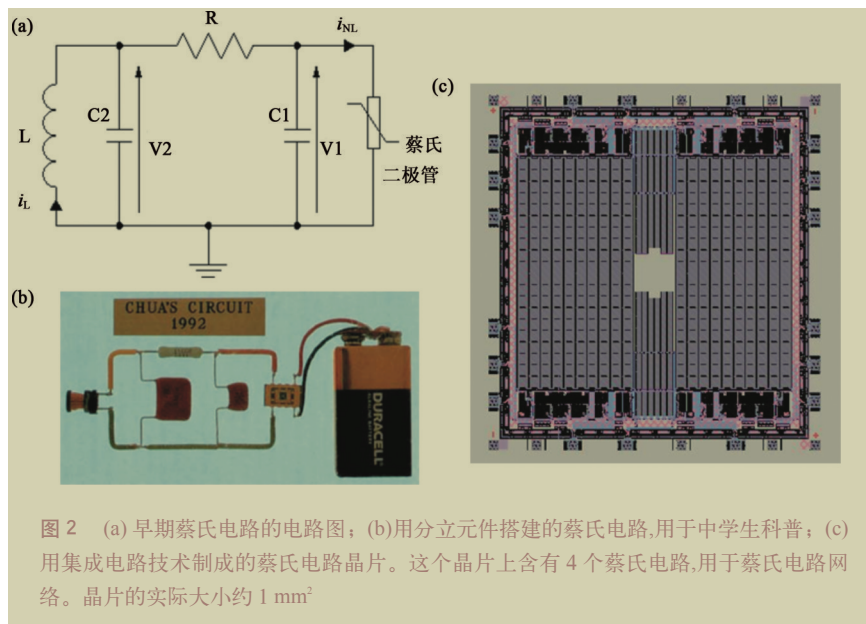 (a)
R
i_NL
L
C2
V2
C1
V1
蔡氏
二极管
i_L
(b)
CHUA'S CIRCUIT
1992
DURACELL
(c)
图 2 (a) 早期蔡氏电路的电路图；(b)用分立元件搭建的蔡氏电路,用于中学生科普；(c)
用集成电路技术制成的蔡氏电路晶片。这个晶片上含有 4 个蔡氏电路,用于蔡氏电路网
络。晶片的实际大小约 1 mm²